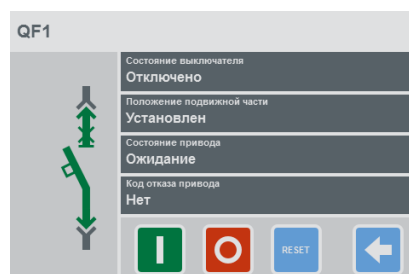 QF1
Состояние выключателя
Отключено
Положение подвижной части
Установлен
Состояние привода
Ожидание
Код отказа привода
Нет
RESET